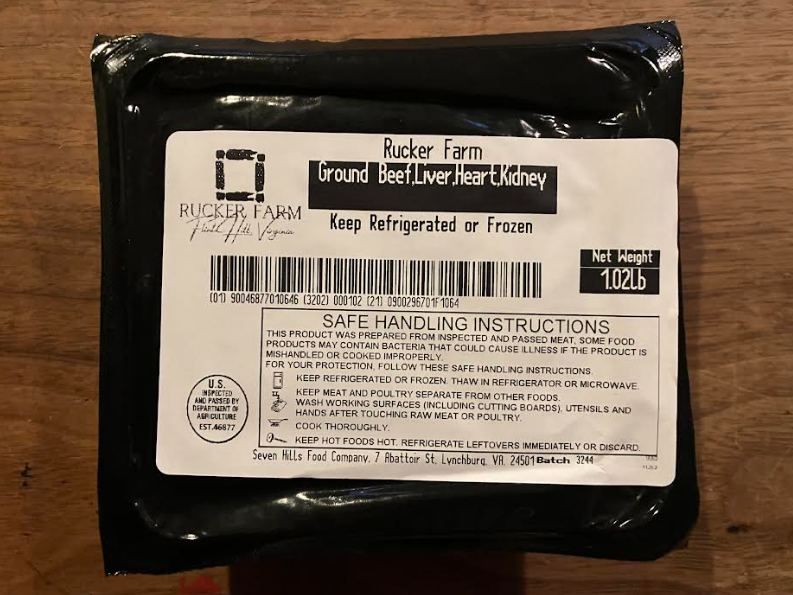 Rucker Farm
Ground Beef,Liver,Heart,Kidney
RUCKER FARM
Flint Hill, Virginia
Keep Refrigerated or Frozen
Net Weight
1.02lb
(01) 90046877010646 (3202) 000102 (21) 0900296701F1064
SAFE HANDLING INSTRUCTIONS
THIS PRODUCT WAS PREPARED FROM INSPECTED AND PASSED MEAT. SOME FOOD
PRODUCTS MAY CONTAIN BACTERIA THAT COULD CAUSE ILLNESS IF THE PRODUCT IS
MISHANDLED OR COOKED IMPROPERLY.
FOR YOUR PROTECTION, FOLLOW THESE SAFE HANDLING INSTRUCTIONS.
KEEP REFRIGERATED OR FROZEN. THAW IN REFRIGERATOR OR MICROWAVE.
KEEP MEAT AND POULTRY SEPARATE FROM OTHER FOODS.
WASH WORKING SURFACES (INCLUDING CUTTING BOARDS), UTENSILS AND
HANDS AFTER TOUCHING RAW MEAT OR POULTRY.
COOK THOROUGHLY.
KEEP HOT FOODS HOT. REFRIGERATE LEFTOVERS IMMEDIATELY OR DISCARD.
U.S.
INSPECTED
AND PASSED BY
DEPARTMENT OF
AGRICULTURE
EST.46877
Seven Hills Food Company, 7 Abattoir St, Lynchburg, VA, 24501 Batch 3244